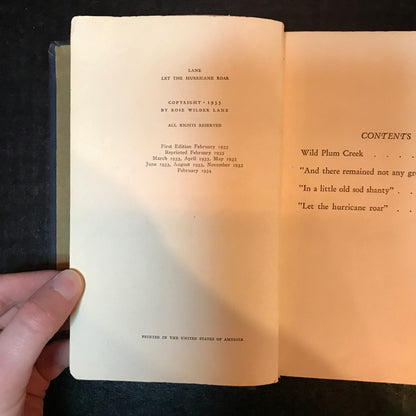 LANE
LET THE HURRICANE ROAR
COPYRIGHT · 1933
BY ROSE WILDER LANE
ALL RIGHTS RESERVED
First Edition February 1933
Reprinted February 1933
March 1933, April 1933, May 1933
June 1933, August 1933, November 1933
February 1934
PRINTED IN THE UNITED STATES OF AMERICA
CONTENTS
Wild Plum Creek . . . .
"And there remained not any gre
"In a little old sod shanty" . .
"Let the hurricane roar" . .